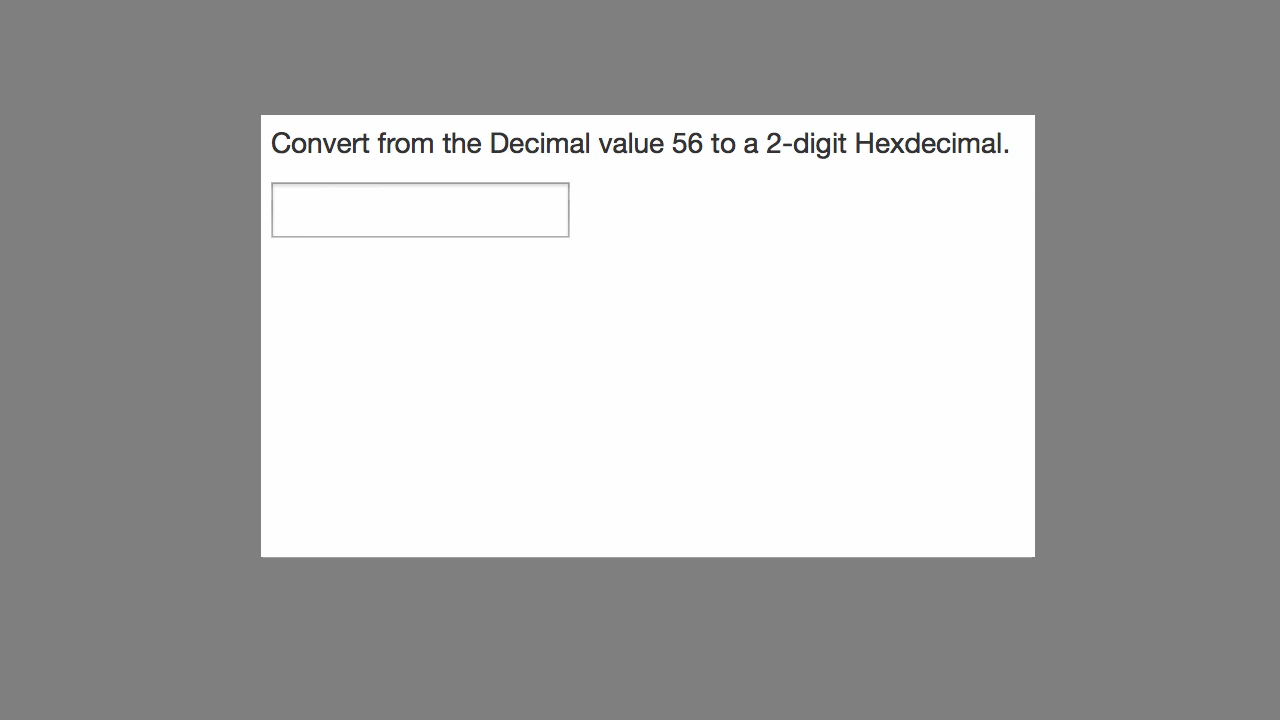 Convert from the Decimal value 56 to a 2-digit Hexdecimal.